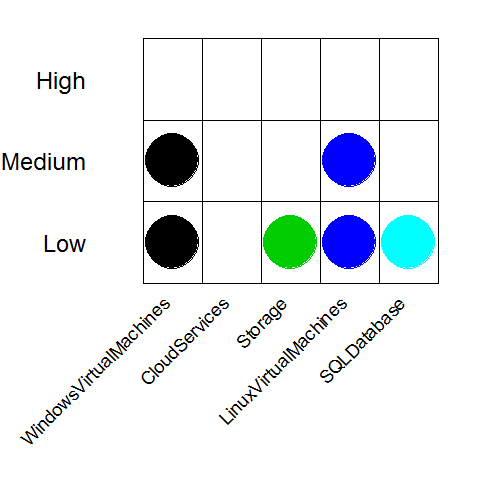 High
Medium
Low
WindowsVirtualMachines
CloudServices
Storage
LinuxVirtualMachines
SQLDatabase